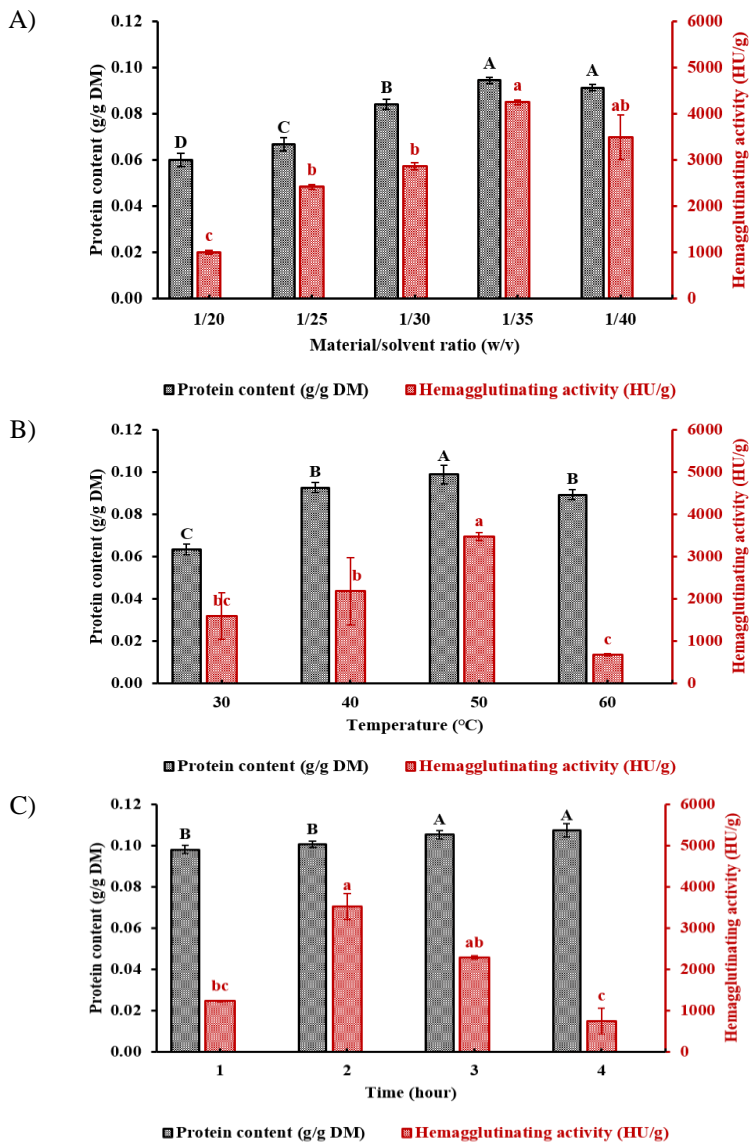 A)
Protein content (g/g DM)
0.12
0.10
0.08
0.06
0.04
0.02
0.00
D
c
C
b
B
b
A
a
A
ab
6000
5000
4000
3000
2000
1000
0
Hemagglutinating activity (HU/g)
1/20 1/25 1/30 1/35 1/40
Material/solvent ratio (w/v)
Protein content (g/g DM) Hemagglutinating activity (HU/g)
B)
Protein content (g/g DM)
0.12
0.10
0.08
0.06
0.04
0.02
0.00
C
bc
B
b
A
a
B
c
6000
5000
4000
3000
2000
1000
0
Hemagglutinating activity (HU/g)
30 40 50 60
Temperature (°C)
Protein content (g/g DM) Hemagglutinating activity (HU/g)
C)
Protein content (g/g DM)
0.12
0.10
0.08
0.06
0.04
0.02
0.00
B
bc
B
a
A
ab
A
c
6000
5000
4000
3000
2000
1000
0
Hemagglutinating activity (HU/g)
1 2 3 4
Time (hour)
Protein content (g/g DM) Hemagglutinating activity (HU/g)